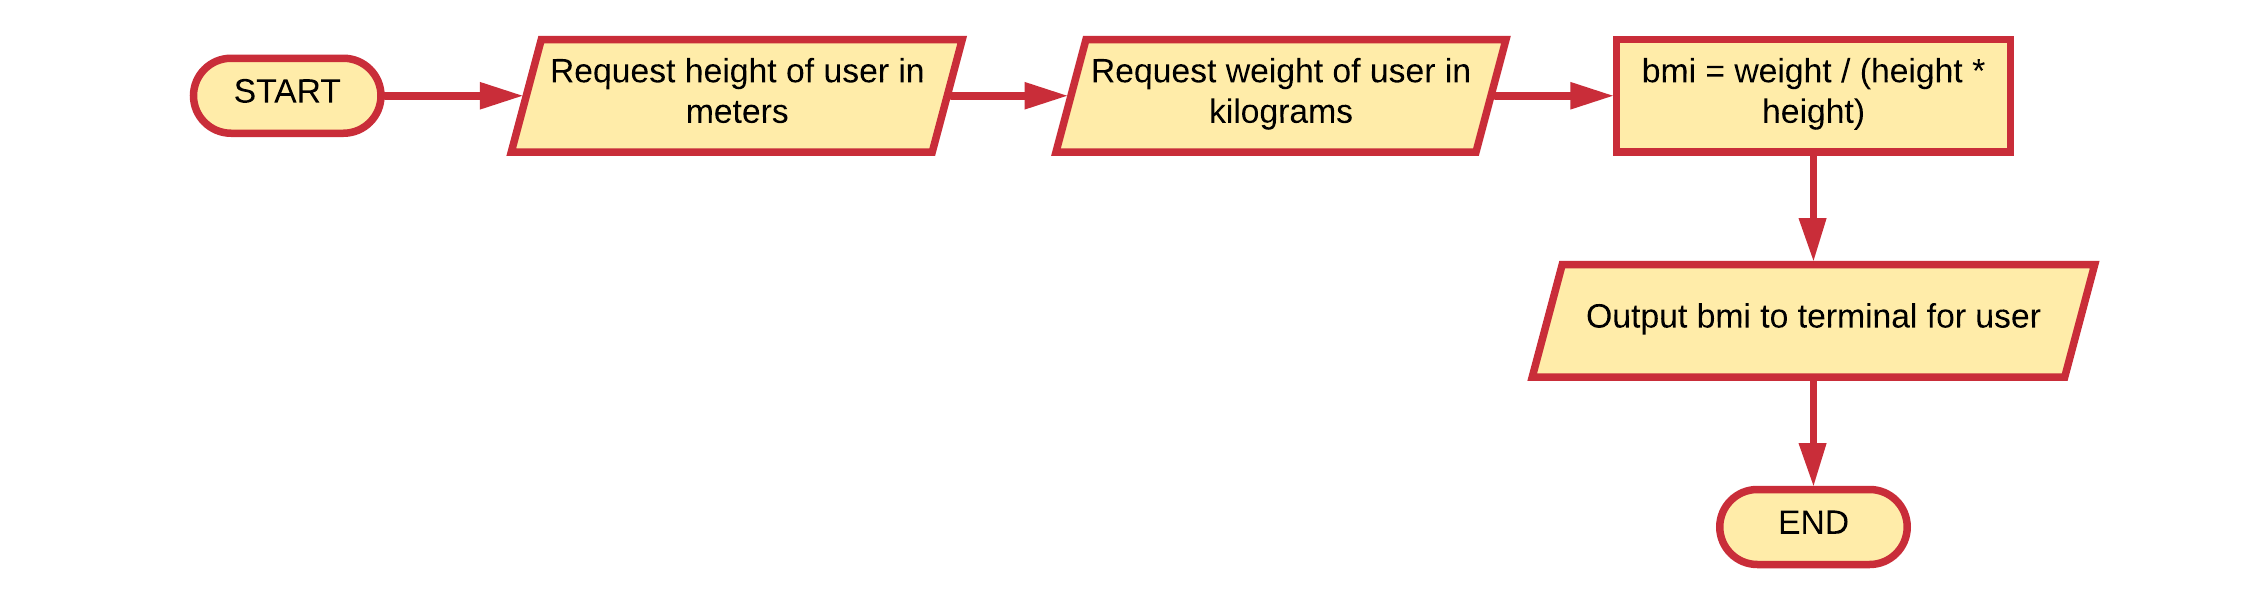 START
Request height of user in
meters
Request weight of user in
kilograms
bmi = weight / (height *
height)
Output bmi to terminal for user
END